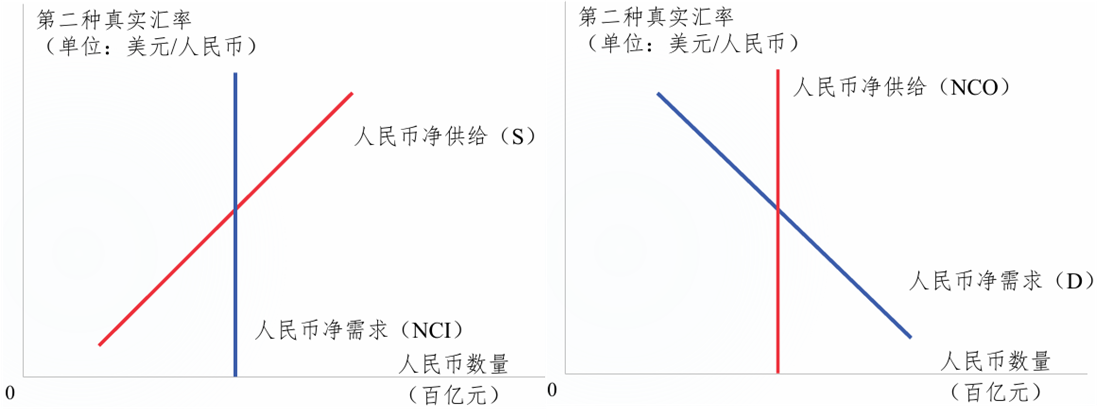 第二种真实汇率
（单位：美元/人民币）
人民币净供给（S）
人民币净需求（NCI）
人民币数量
（百亿元）
0
第二种真实汇率
（单位：美元/人民币）
人民币净供给（NCO）
人民币净需求（D）
人民币数量
（百亿元）
0